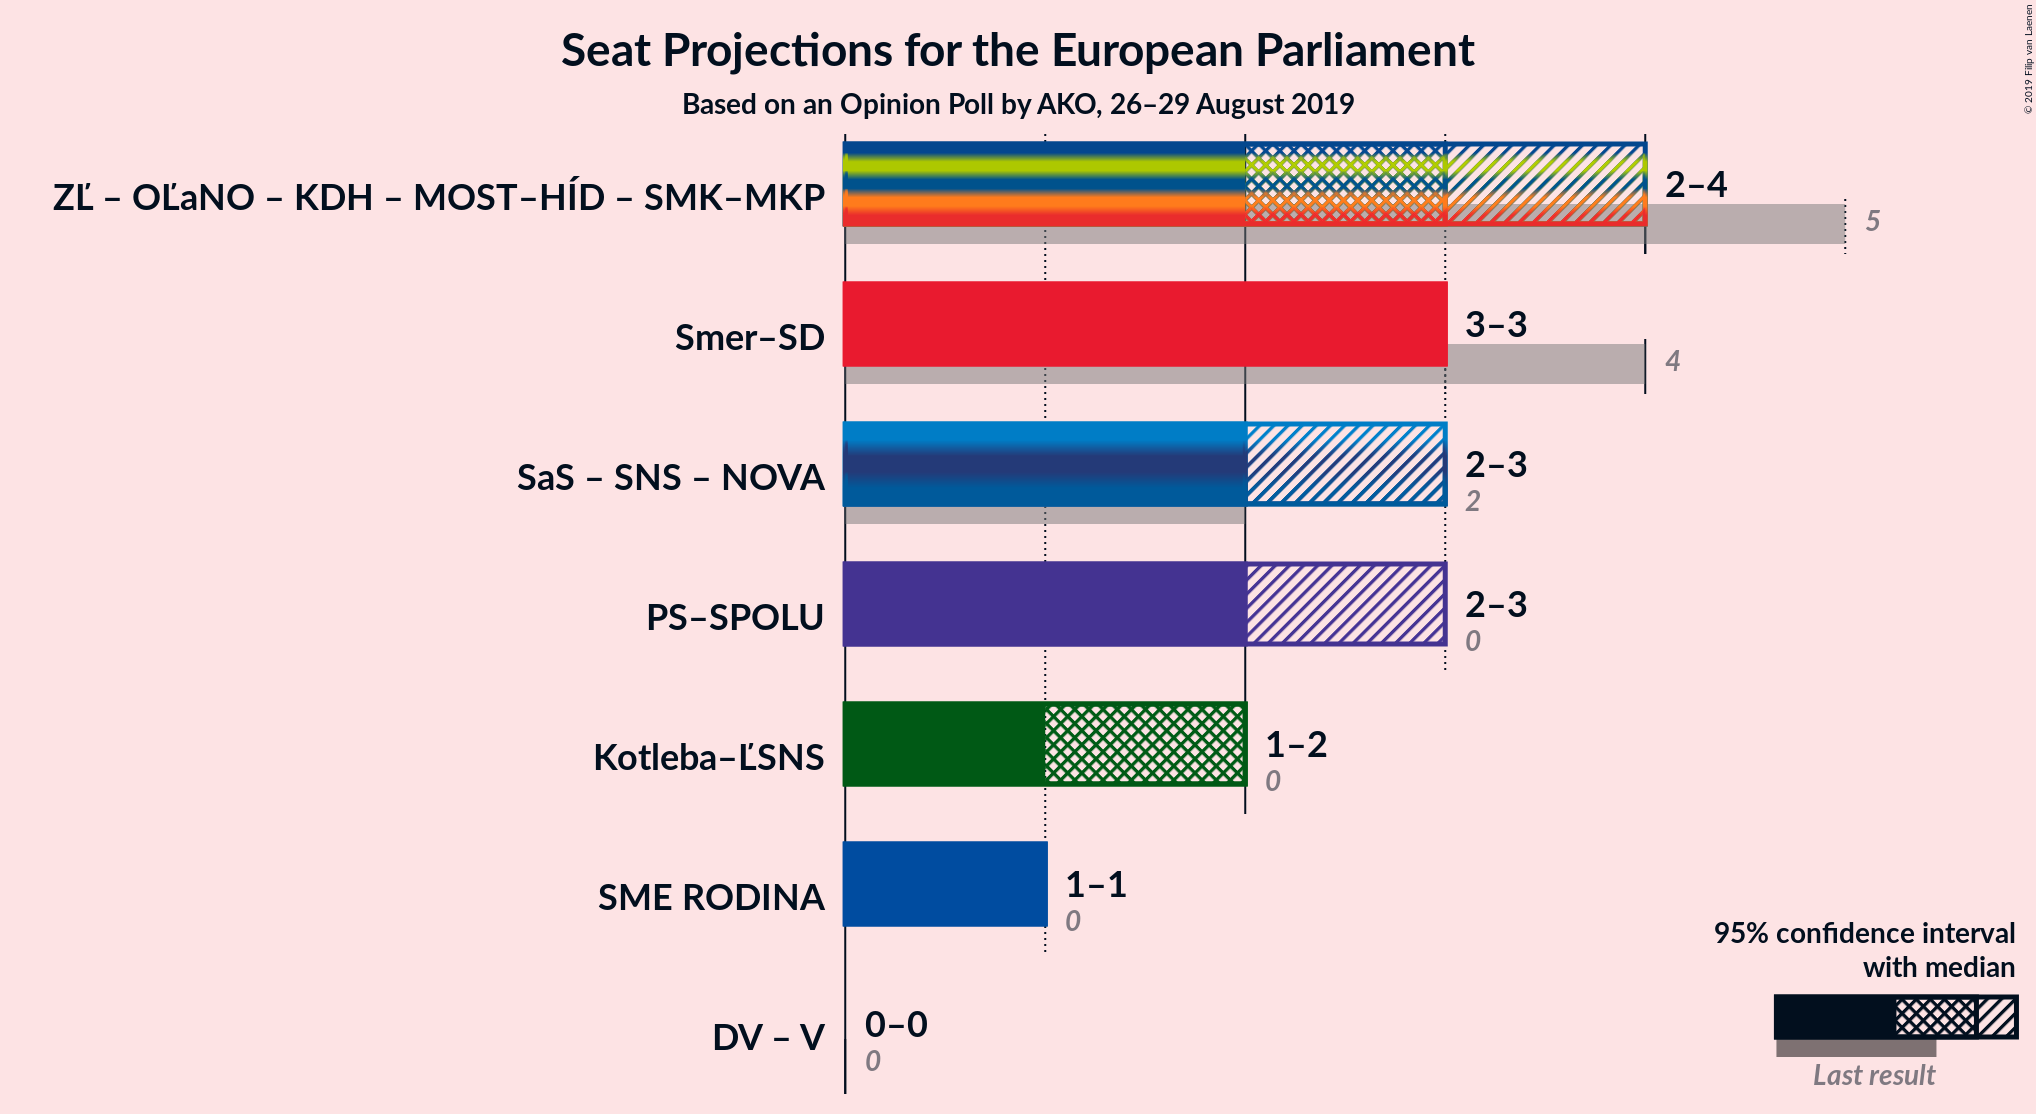 Seat Projections for the European Parliament
Based on an Opinion Poll by AKO, 26–29 August 2019
© 2019 Filip van Laenen
ZĽ – OĽaNO – KDH – MOST–HÍD – SMK–MKP
2–4
5
Smer–SD
3–3
4
SaS – SNS – NOVA
2–3
2
PS–SPOLU
2–3
0
Kotleba–ĽSNS
1–2
0
SME RODINA
1–1
0
DV – V
0–0
0
95% confidence interval
with median
Last result